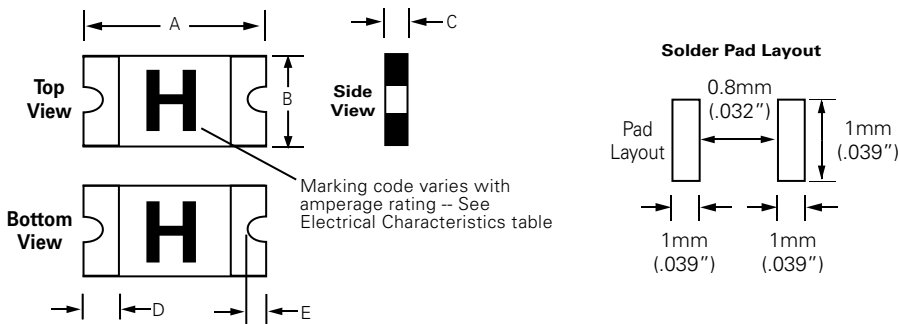 A
C
Top
View
H
B
Side
View
Marking code varies with
amperage rating -- See
Electrical Characteristics table
Bottom
View
H
D
E
Solder Pad Layout
0.8mm
(.032”)
Pad
Layout
1mm
(.039”)
1mm
(.039”)
1mm
(.039”)